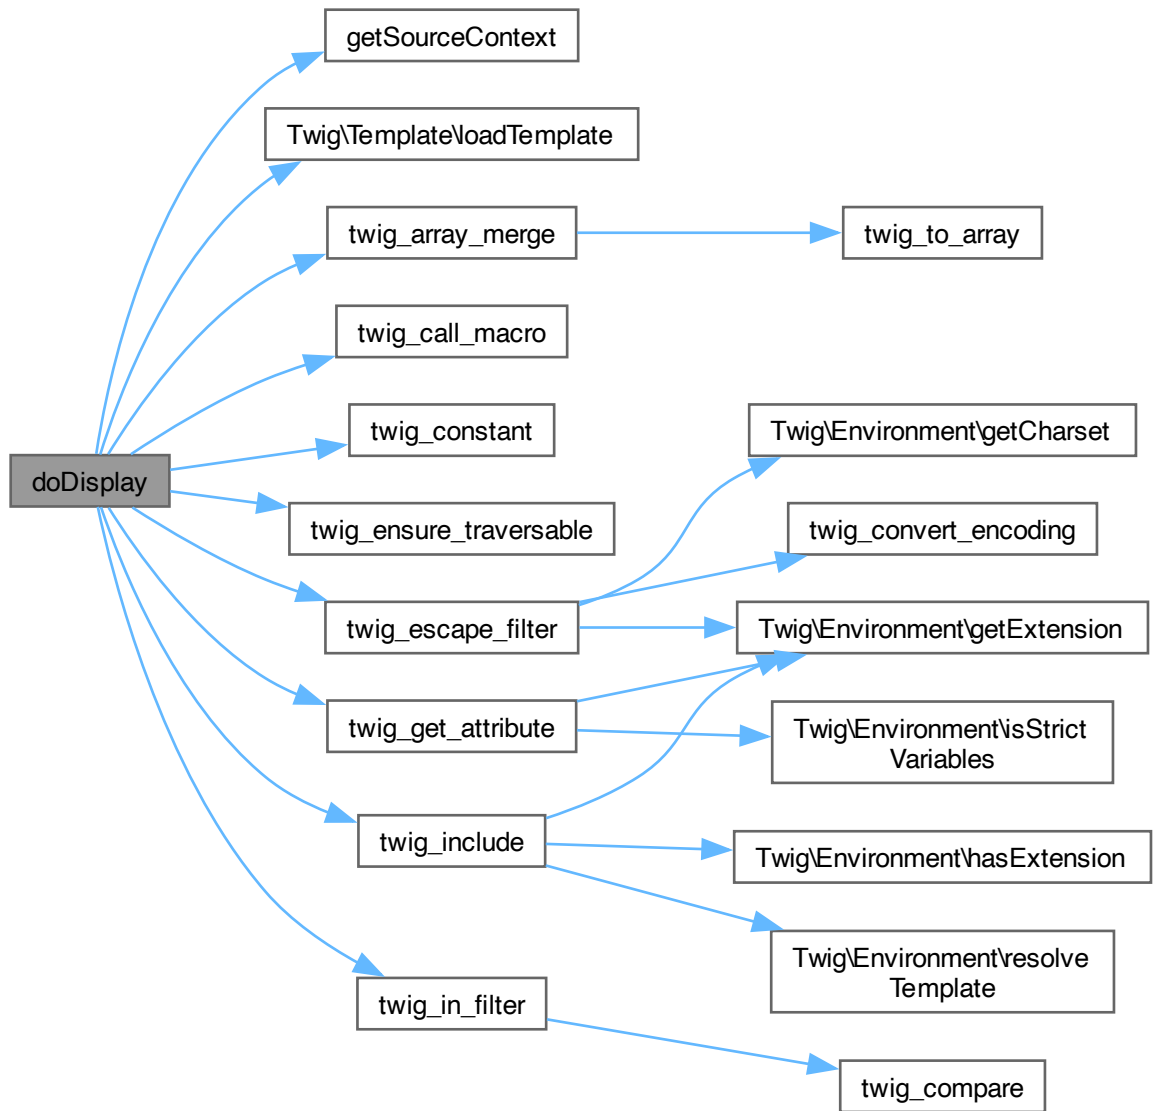 getSourceContext
Twig\Template\loadTemplate
twig_array_merge
twig_to_array
twig_call_macro
twig_constant
Twig\Environment\getCharset
doDisplay
twig_ensure_traversable
twig_convert_encoding
twig_escape_filter
Twig\Environment\getExtension
twig_get_attribute
Twig\Environment\isStrict
Variables
twig_include
Twig\Environment\hasExtension
Twig\Environment\resolve
Template
twig_in_filter
twig_compare